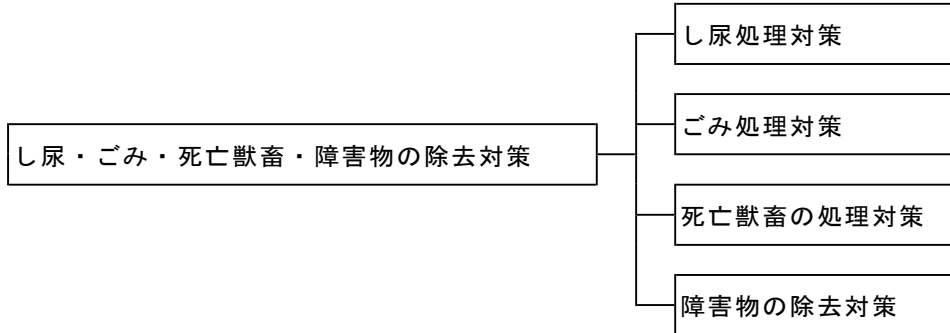 し尿・ごみ・死亡獣畜・障害物の除去対策
し尿処理対策
ごみ処理対策
死亡獣畜の処理対策
障害物の除去対策